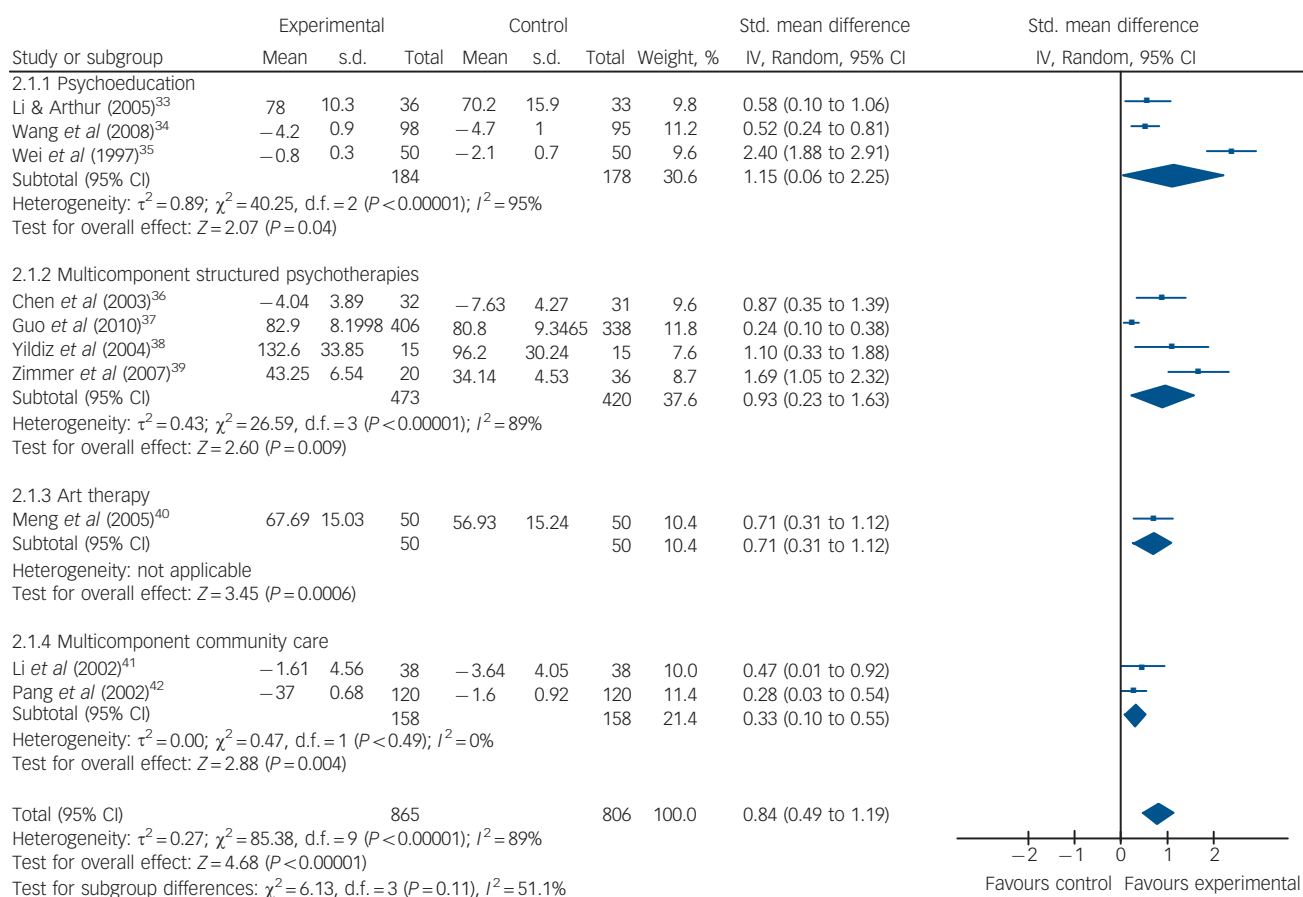 Experimental Control Std. mean difference Std. mean difference
Study or subgroup Mean s.d. Total Mean s.d. Total Weight, % IV, Random, 95% CI IV, Random, 95% CI
2.1.1 Psychoeducation
Li & Arthur (2005)33 78 10.3 36 70.2 15.9 33 9.8 0.58 (0.10 to 1.06)
Wang et al (2008)34 −4.2 0.9 98 −4.7 1 95 11.2 0.52 (0.24 to 0.81)
Wei et al (1997)35 −0.8 0.3 50 −2.1 0.7 50 9.6 2.40 (1.88 to 2.91)
Subtotal (95% CI) 184 178 30.6 1.15 (0.06 to 2.25)
Heterogeneity: τ2=0.89; χ2=40.25, d.f.=2 (P<0.00001); I2=95%
Test for overall effect: Z=2.07 (P=0.04)
2.1.2 Multicomponent structured psychotherapies
Chen et al (2003)36 −4.04 3.89 32 −7.63 4.27 31 9.6 0.87 (0.35 to 1.39)
Guo et al (2010)37 82.9 8.1998 406 80.8 9.3465 338 11.8 0.24 (0.10 to 0.38)
Yildiz et al (2004)38 132.6 33.85 15 96.2 30.24 15 7.6 1.10 (0.33 to 1.88)
Zimmer et al (2007)39 43.25 6.54 20 34.14 4.53 36 8.7 1.69 (1.05 to 2.32)
Subtotal (95% CI) 473 420 37.6 0.93 (0.23 to 1.63)
Heterogeneity: τ2=0.43; χ2=26.59, d.f.=3 (P<0.00001); I2=89%
Test for overall effect: Z=2.60 (P=0.009)
2.1.3 Art therapy
Meng et al (2005)40 67.69 15.03 50 56.93 15.24 50 10.4 0.71 (0.31 to 1.12)
Subtotal (95% CI) 50 50 10.4 0.71 (0.31 to 1.12)
Heterogeneity: not applicable
Test for overall effect: Z=3.45 (P=0.0006)
2.1.4 Multicomponent community care
Li et al (2002)41 −1.61 4.56 38 −3.64 4.05 38 10.0 0.47 (0.01 to 0.92)
Pang et al (2002)42 −37 0.68 120 −1.6 0.92 120 11.4 0.28 (0.03 to 0.54)
Subtotal (95% CI) 158 158 21.4 0.33 (0.10 to 0.55)
Heterogeneity: τ2=0.00; χ2=0.47, d.f.=1 (P<0.49); I2=0%
Test for overall effect: Z=2.88 (P=0.004)
Total (95% CI) 865 806 100.0 0.84 (0.49 to 1.19)
Heterogeneity: τ2=0.27; χ2=85.38, d.f.=9 (P<0.00001); I2=89%
Test for overall effect: Z=4.68 (P<0.00001)
Test for subgroup differences: χ2=6.13, d.f.=3 (P=0.11), I2=51.1%
−2 −1 0 1 2
Favours control Favours experimental